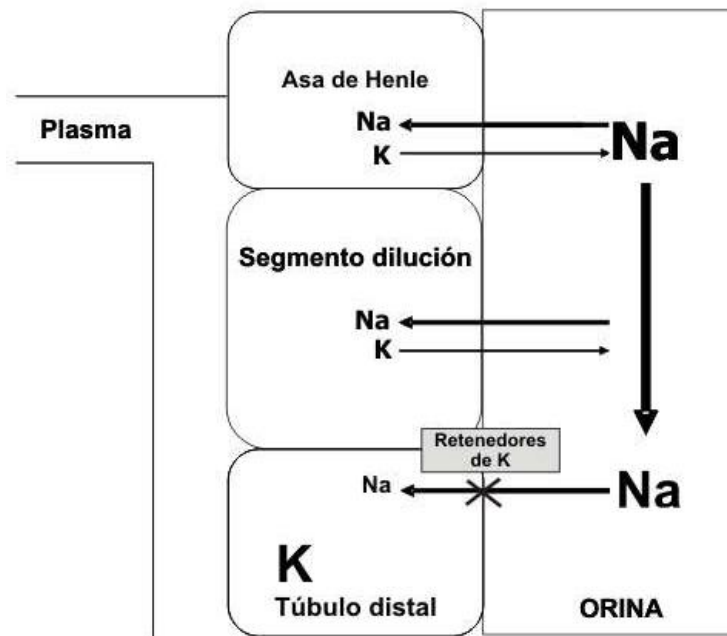 Asa de Henle
Plasma
Na
K
Na
Segmento dilución
Na
K
Retenedores
de K
Na
Na
K
Túbulo distal
ORINA